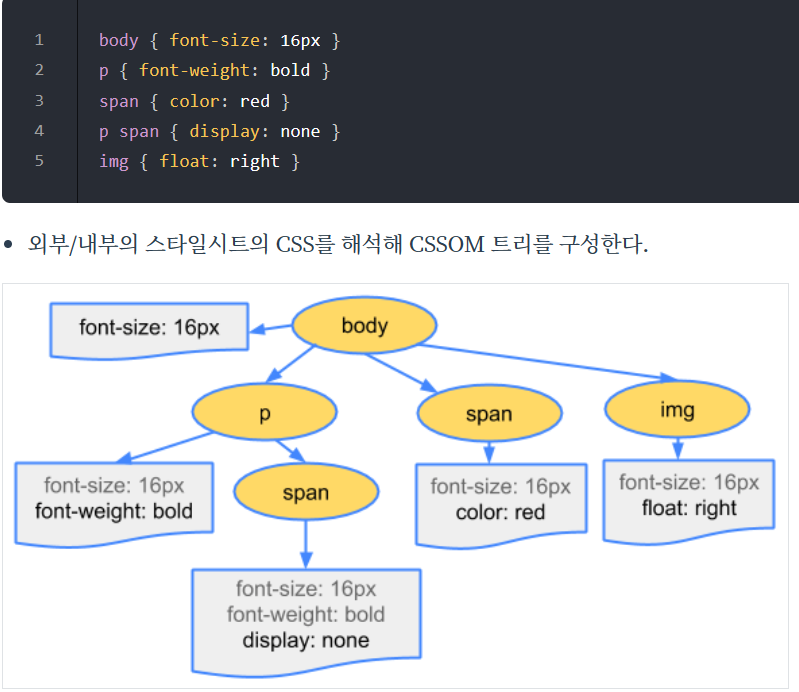 1 body { font-size: 16px }
2 p { font-weight: bold }
3 span { color: red }
4 p span { display: none }
5 img { float: right }
• 외부/내부의 스타일시트의 CSS를 해석해 CSSOM 트리를 구성한다.
font-size: 16px
body
p
span
img
font-size: 16px
font-weight: bold
span
font-size: 16px
color: red
font-size: 16px
float: right
font-size: 16px
font-weight: bold
display: none